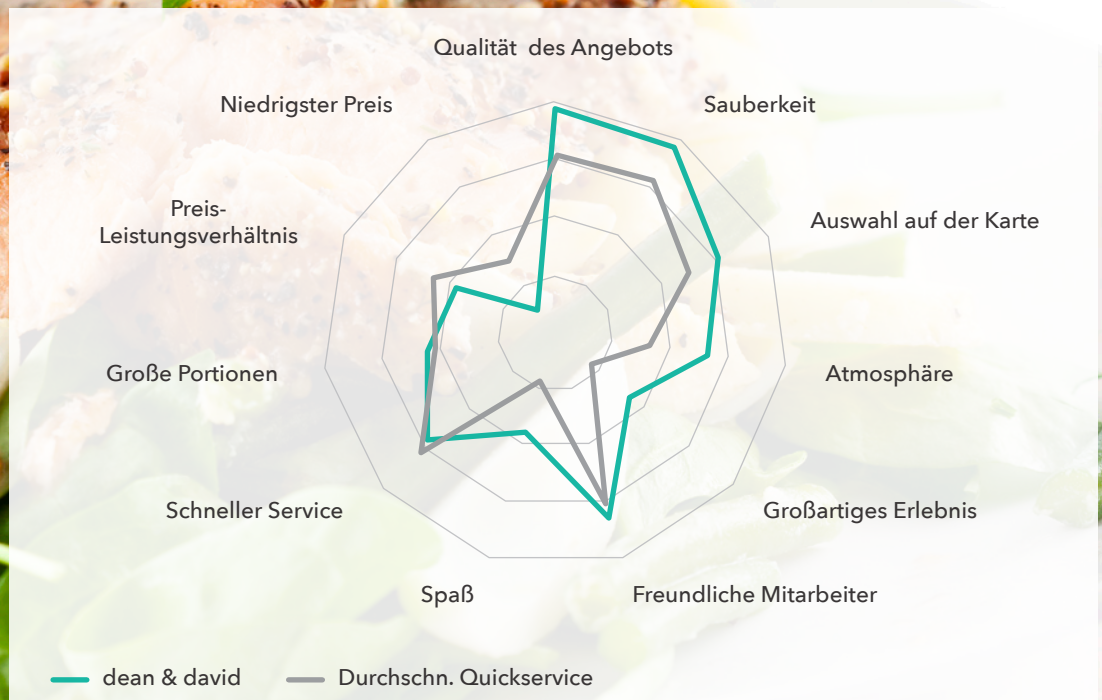 Qualität des Angebots
Niedrigster Preis
Sauberkeit
Preis-
Leistungsverhältnis
Auswahl auf der Karte
Große Portionen
Atmosphäre
Schneller Service
Großartiges Erlebnis
Spaß
Freundliche Mitarbeiter
dean & david
Durchschn. Quickservice